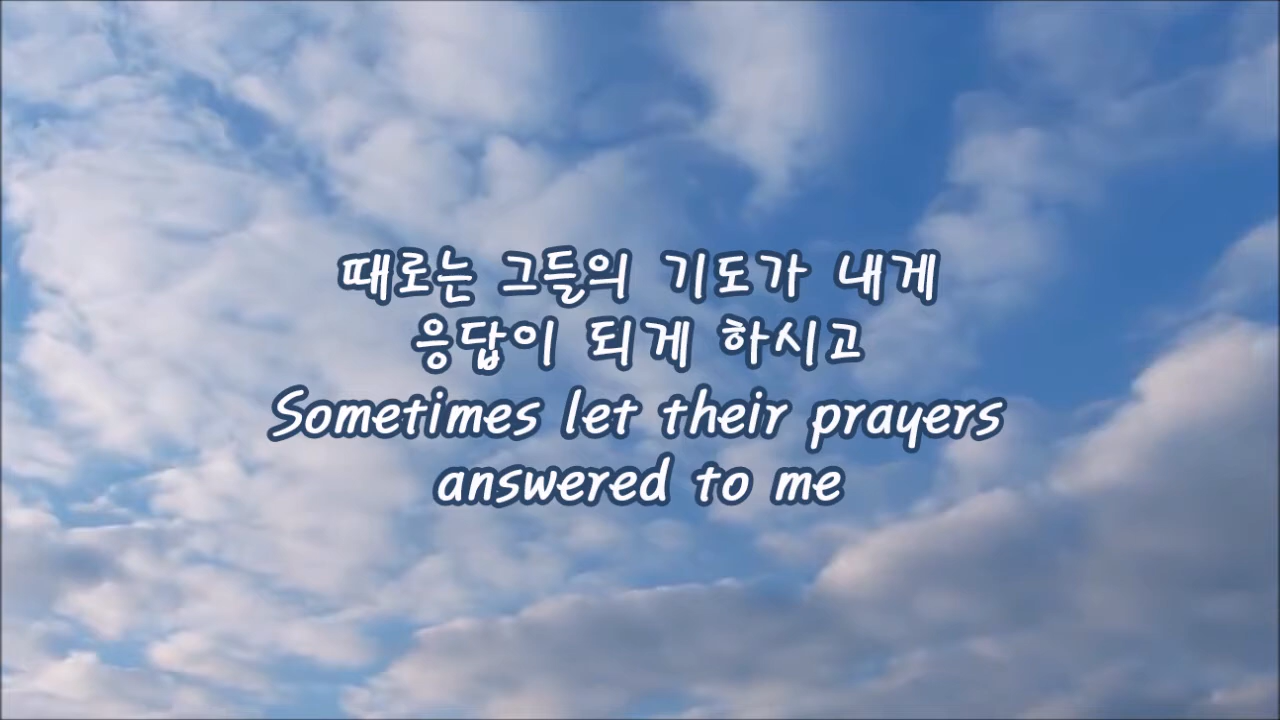 때로는 그들의 기도가 내게
응답이 되게 하시고
Sometimes let their prayers
answered to me